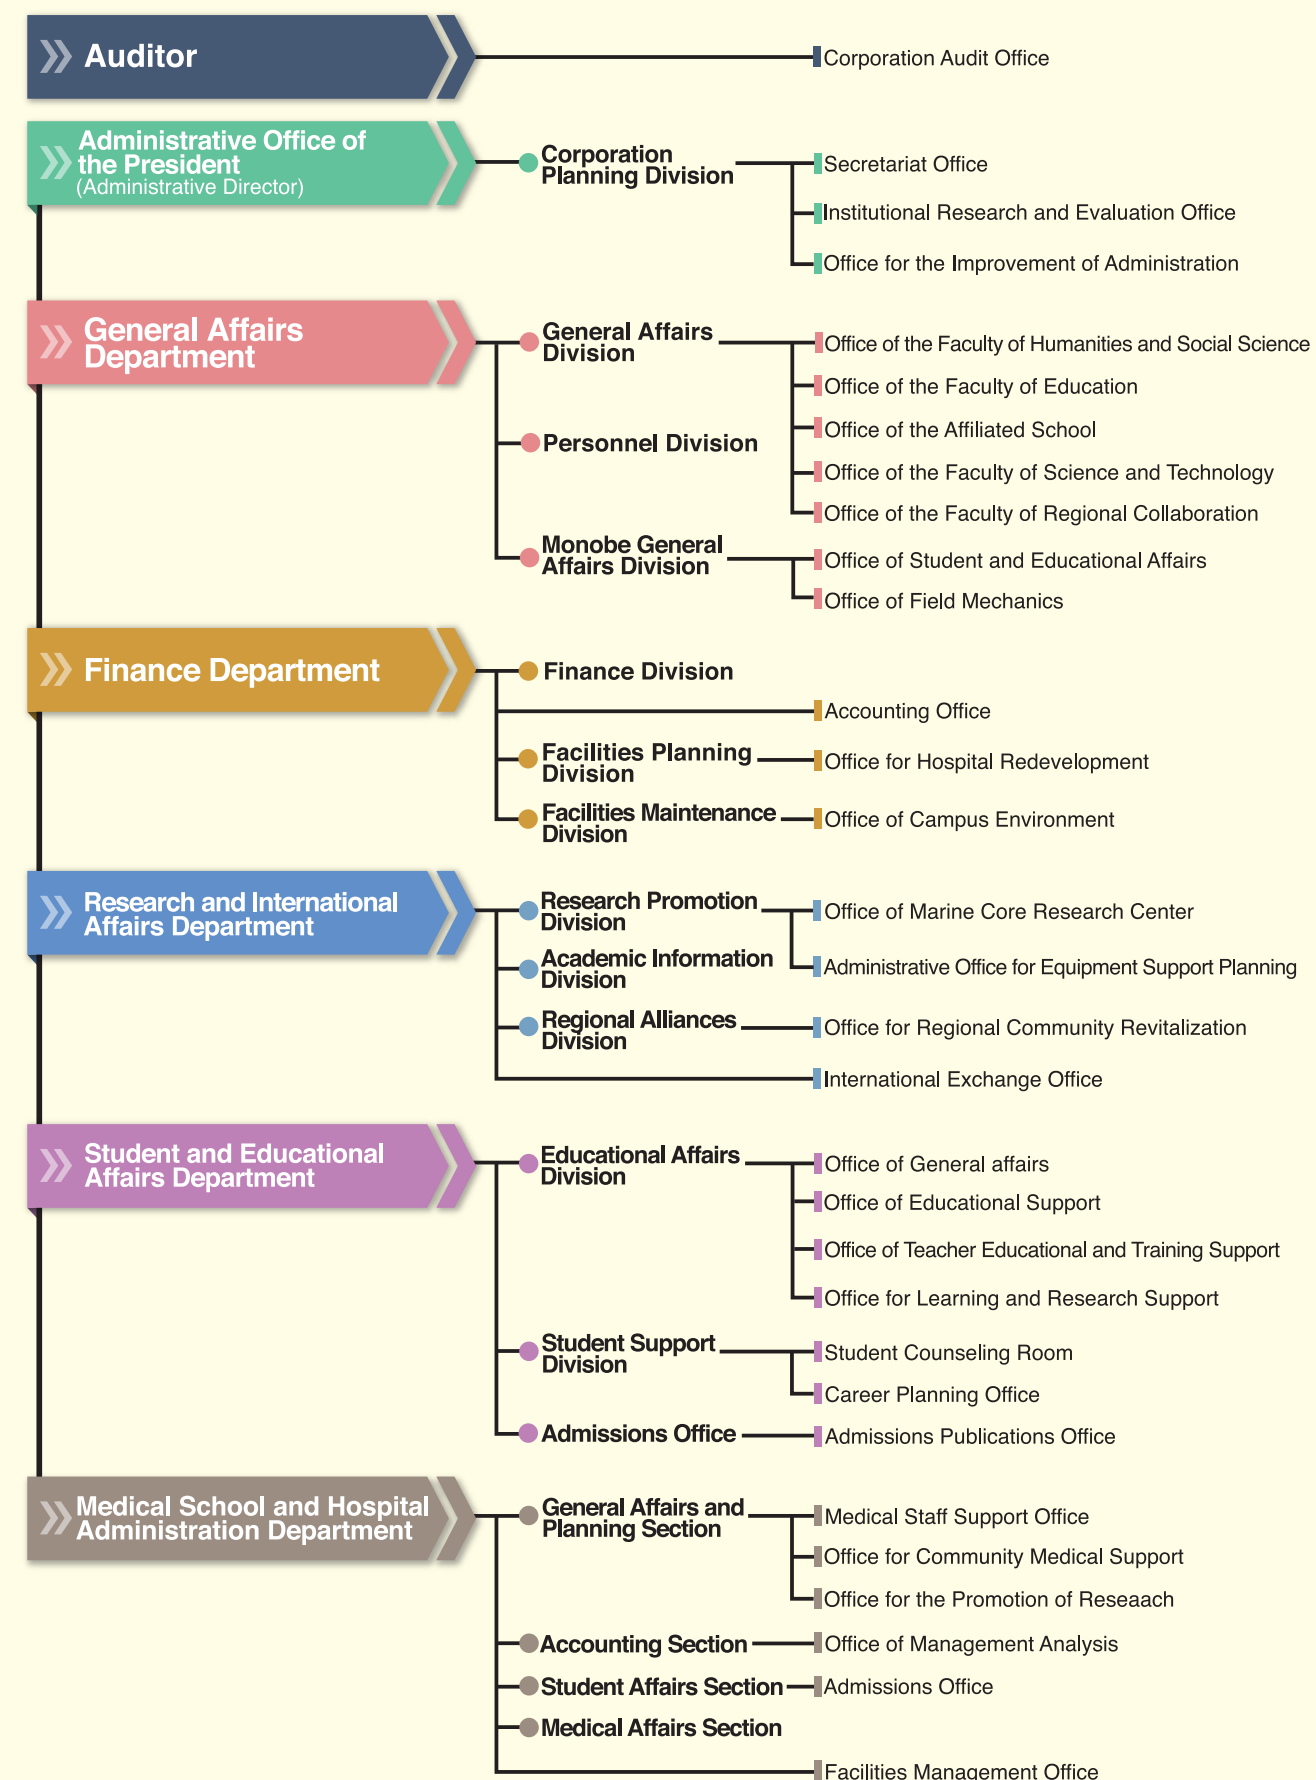 Auditor
Corporation Audit Office
Administrative Office of
the President
(Administrative Director)
Corporation
Planning Division
Secretariat Office
Institutional Research and Evaluation Office
Office for the Improvement of Administration
General Affairs
Department
General Affairs
Division
Office of the Faculty of Humanities and Social Science
Office of the Faculty of Education
Office of the Affiliated School
Office of the Faculty of Science and Technology
Office of the Faculty of Regional Collaboration
Personnel Division
Monobe General
Affairs Division
Office of Student and Educational Affairs
Office of Field Mechanics
Finance Department
Finance Division
Accounting Office
Facilities Planning
Division
Office for Hospital Redevelopment
Facilities Maintenance
Division
Office of Campus Environment
Research and International
Affairs Department
Research Promotion
Division
Office of Marine Core Research Center
Administrative Office for Equipment Support Planning
Academic Information
Division
Regional Alliances
Division
Office for Regional Community Revitalization
International Exchange Office
Student and Educational
Affairs Department
Educational Affairs
Division
Office of General affairs
Office of Educational Support
Office of Teacher Educational and Training Support
Office for Learning and Research Support
Student Support
Division
Student Counseling Room
Career Planning Office
Admissions Office
Admissions Publications Office
Medical School and Hospital
Administration Department
General Affairs and
Planning Section
Medical Staff Support Office
Office for Community Medical Support
Office for the Promotion of Reseaach
Accounting Section
Office of Management Analysis
Student Affairs Section
Admissions Office
Medical Affairs Section
Facilities Management Office